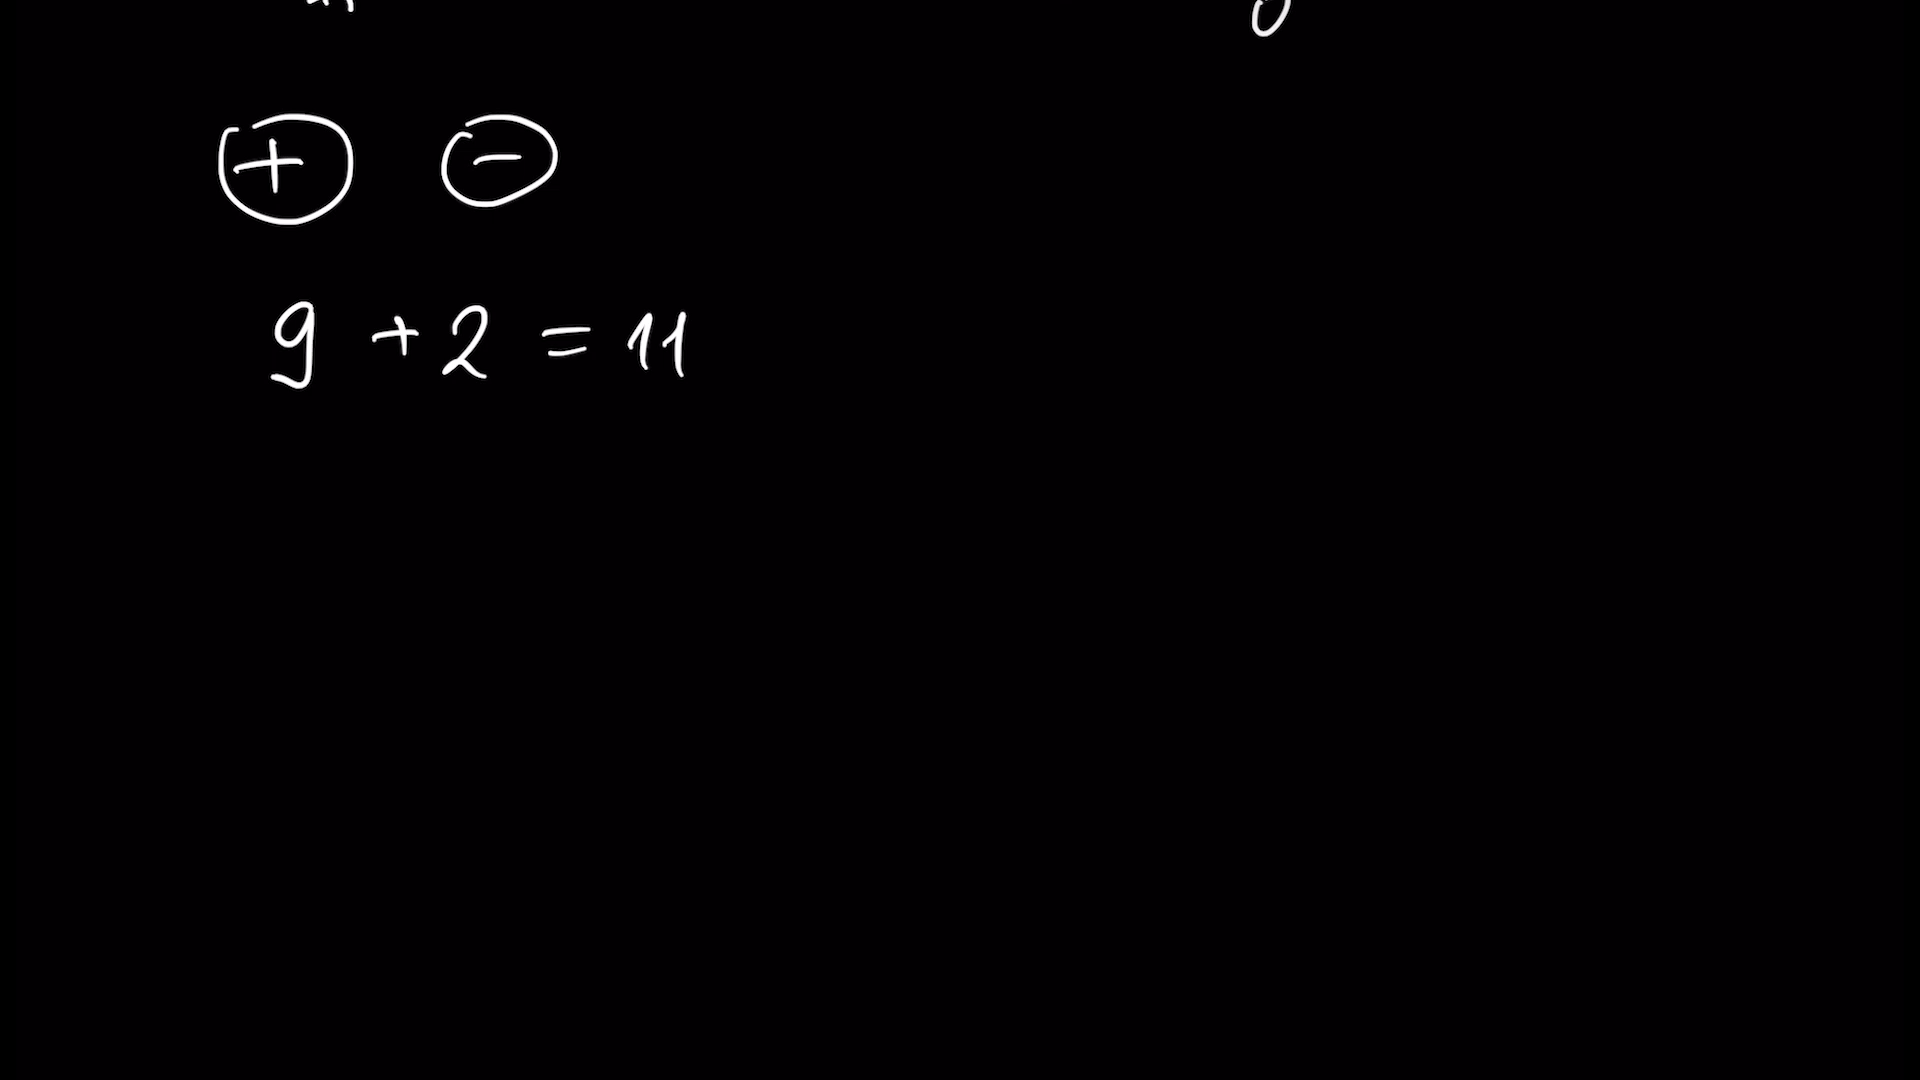 + -
9 + 2 = 11